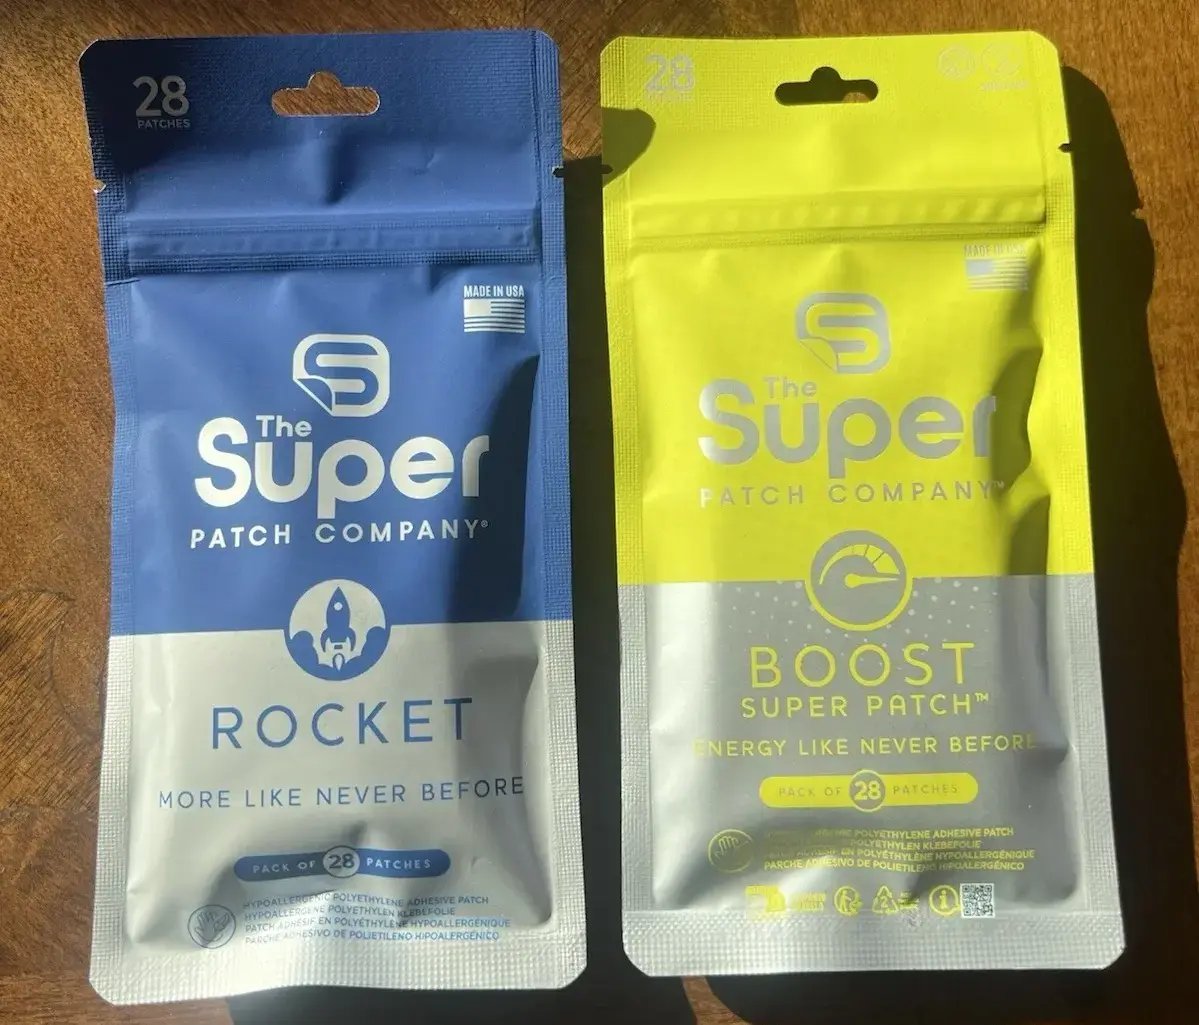 28
PATCHES
MADE IN USA
The
Super
PATCH COMPANY®
ROCKET
MORE LIKE NEVER BEFORE
PACK OF 28 PATCHES
HYPOALLERGENIC POLYETHYLENE ADHESIVE PATCH
HYPOALLERGENE POLYETHYLEN KLEBEFOLIE
PATCH ADHÉSIF EN POLYÉTHYLÈNE HYPOALLERGÉNIQUE
PARCHE ADHESIVO DE POLIETILENO HIPOALERGÉNICO
28
PATCHES
MADE IN USA
The
Super
PATCH COMPANY™
BOOST
SUPER PATCH™
ENERGY LIKE NEVER BEFORE
PACK OF 28 PATCHES
POLYETHYLENE ADHESIVE PATCH
POLYETHYLEN KLEBEFOLIE
EN POLYÉTHYLÈNE HYPOALLERGÉNIQUE
PARCHE ADHESIVO DE POLIETILENO HIPOALERGÉNICO